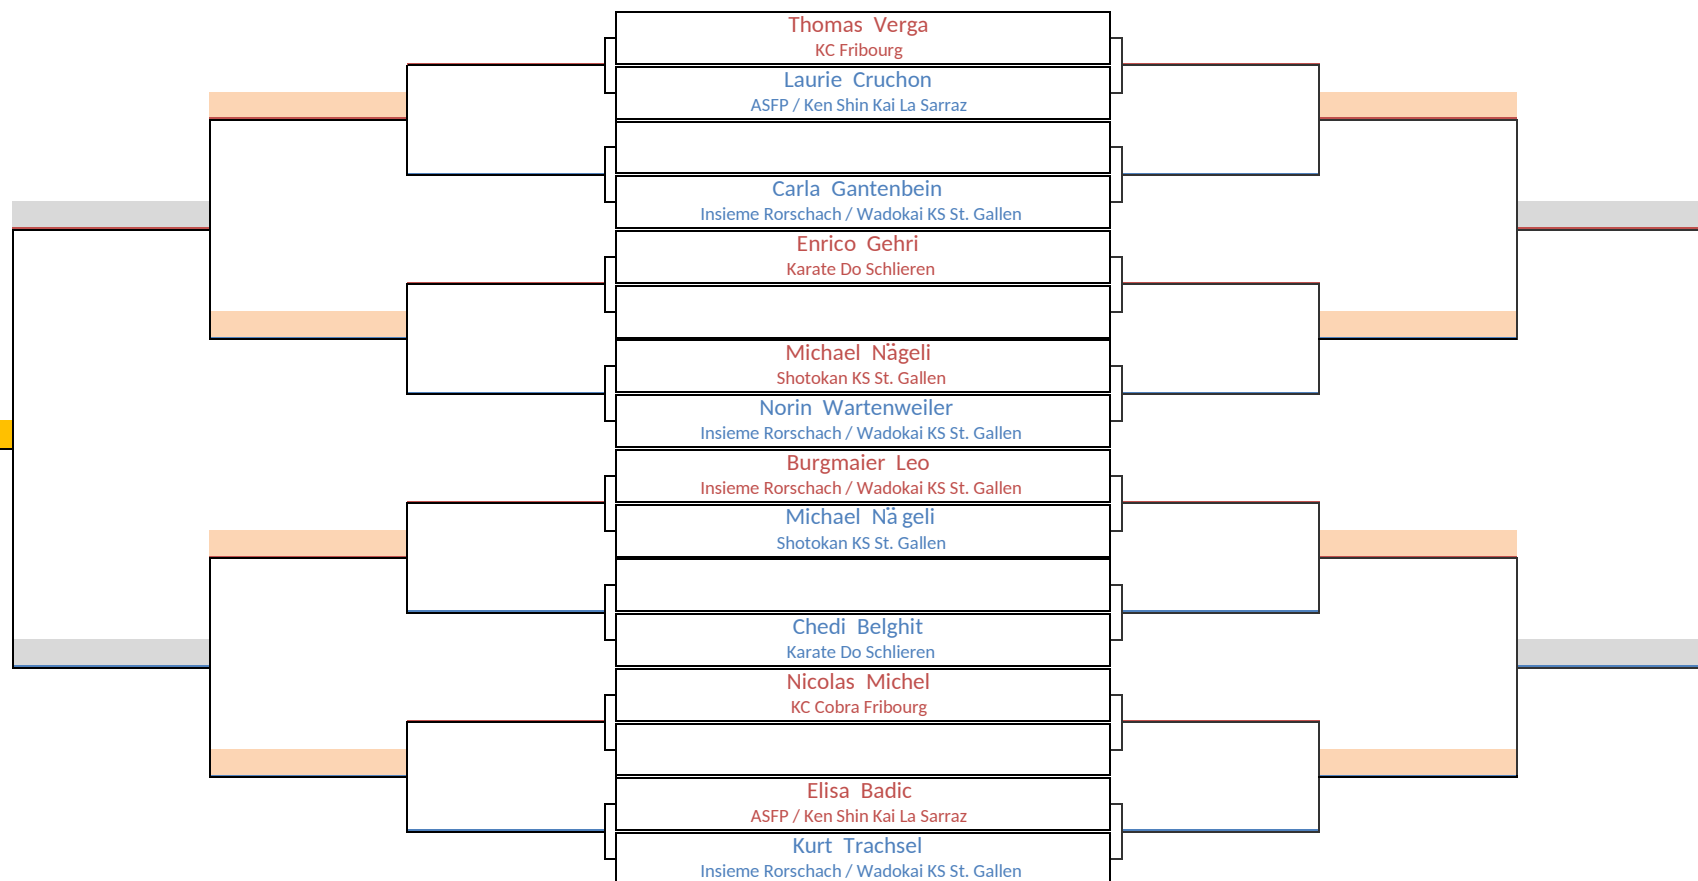 Thomas Verga
KC Fribourg
Laurie Cruchon
ASFP / Ken Shin Kai La Sarraz
Carla Gantenbein
Insieme Rorschach / Wadokai KS St. Gallen
Enrico Gehri
Karate Do Schlieren
Michael Nägeli
Shotokan KS St. Gallen
Norin Wartenweiler
Insieme Rorschach / Wadokai KS St. Gallen
Burgmaier Leo
Insieme Rorschach / Wadokai KS St. Gallen
Michael Nägeli
Shotokan KS St. Gallen
Chedi Belghit
Karate Do Schlieren
Nicolas Michel
KC Cobra Fribourg
Elisa Badic
ASFP / Ken Shin Kai La Sarraz
Kurt Trachsel
Insieme Rorschach / Wadokai KS St. Gallen